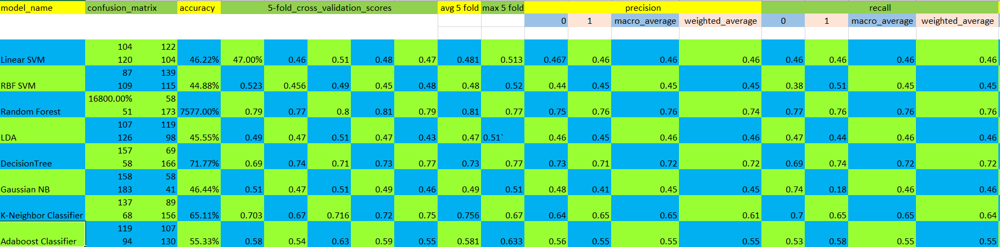 model_name confusion_matrix accuracy 5-fold_cross_validation_scores avg 5 fold max 5 fold precision recall
0 1 macro_average weighted_average 0 1 macro_average weighted_average
104 122
Linear SVM 120 104 46.22% 47.00% 0.46 0.51 0.48 0.47 0.481 0.513 0.467 0.46 0.46 0.46 0.46 0.46 0.46 0.46
87 139
RBF SVM 109 115 44.88% 0.523 0.456 0.49 0.45 0.48 0.48 0.52 0.44 0.45 0.45 0.45 0.38 0.51 0.45 0.45
16800.00% 58
Random Forest 51 173 7577.00% 0.79 0.77 0.8 0.81 0.79 0.81 0.77 0.75 0.76 0.76 0.74 0.77 0.76 0.76 0.76
107 119
LDA 126 98 45.55% 0.49 0.47 0.51 0.47 0.43 0.47 0.51` 0.46 0.45 0.46 0.46 0.47 0.44 0.46 0.46
157 69
DecisionTree 58 166 71.77% 0.69 0.74 0.71 0.73 0.77 0.73 0.77 0.73 0.71 0.72 0.72 0.69 0.74 0.72 0.72
158 58
Gaussian NB 183 41 46.44% 0.51 0.47 0.51 0.49 0.46 0.49 0.51 0.48 0.41 0.45 0.45 0.74 0.18 0.46 0.46
137 89
K-Neighbor Classifier 68 156 65.11% 0.703 0.67 0.716 0.72 0.75 0.756 0.67 0.64 0.65 0.65 0.61 0.7 0.65 0.65 0.64
119 107
Adaboost Classifier 94 130 55.33% 0.58 0.54 0.63 0.59 0.55 0.581 0.633 0.56 0.55 0.55 0.55 0.53 0.58 0.55 0.55